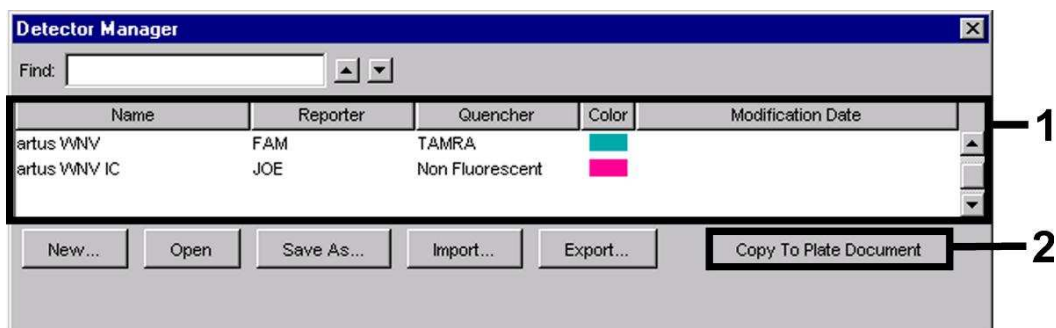 Detector Manager
Find:
Name Reporter Quencher Color Modification Date
artus WNV FAM TAMRA
artus WNV IC JOE Non Fluorescent
1
New... Open Save As... Import... Export... Copy To Plate Document
2